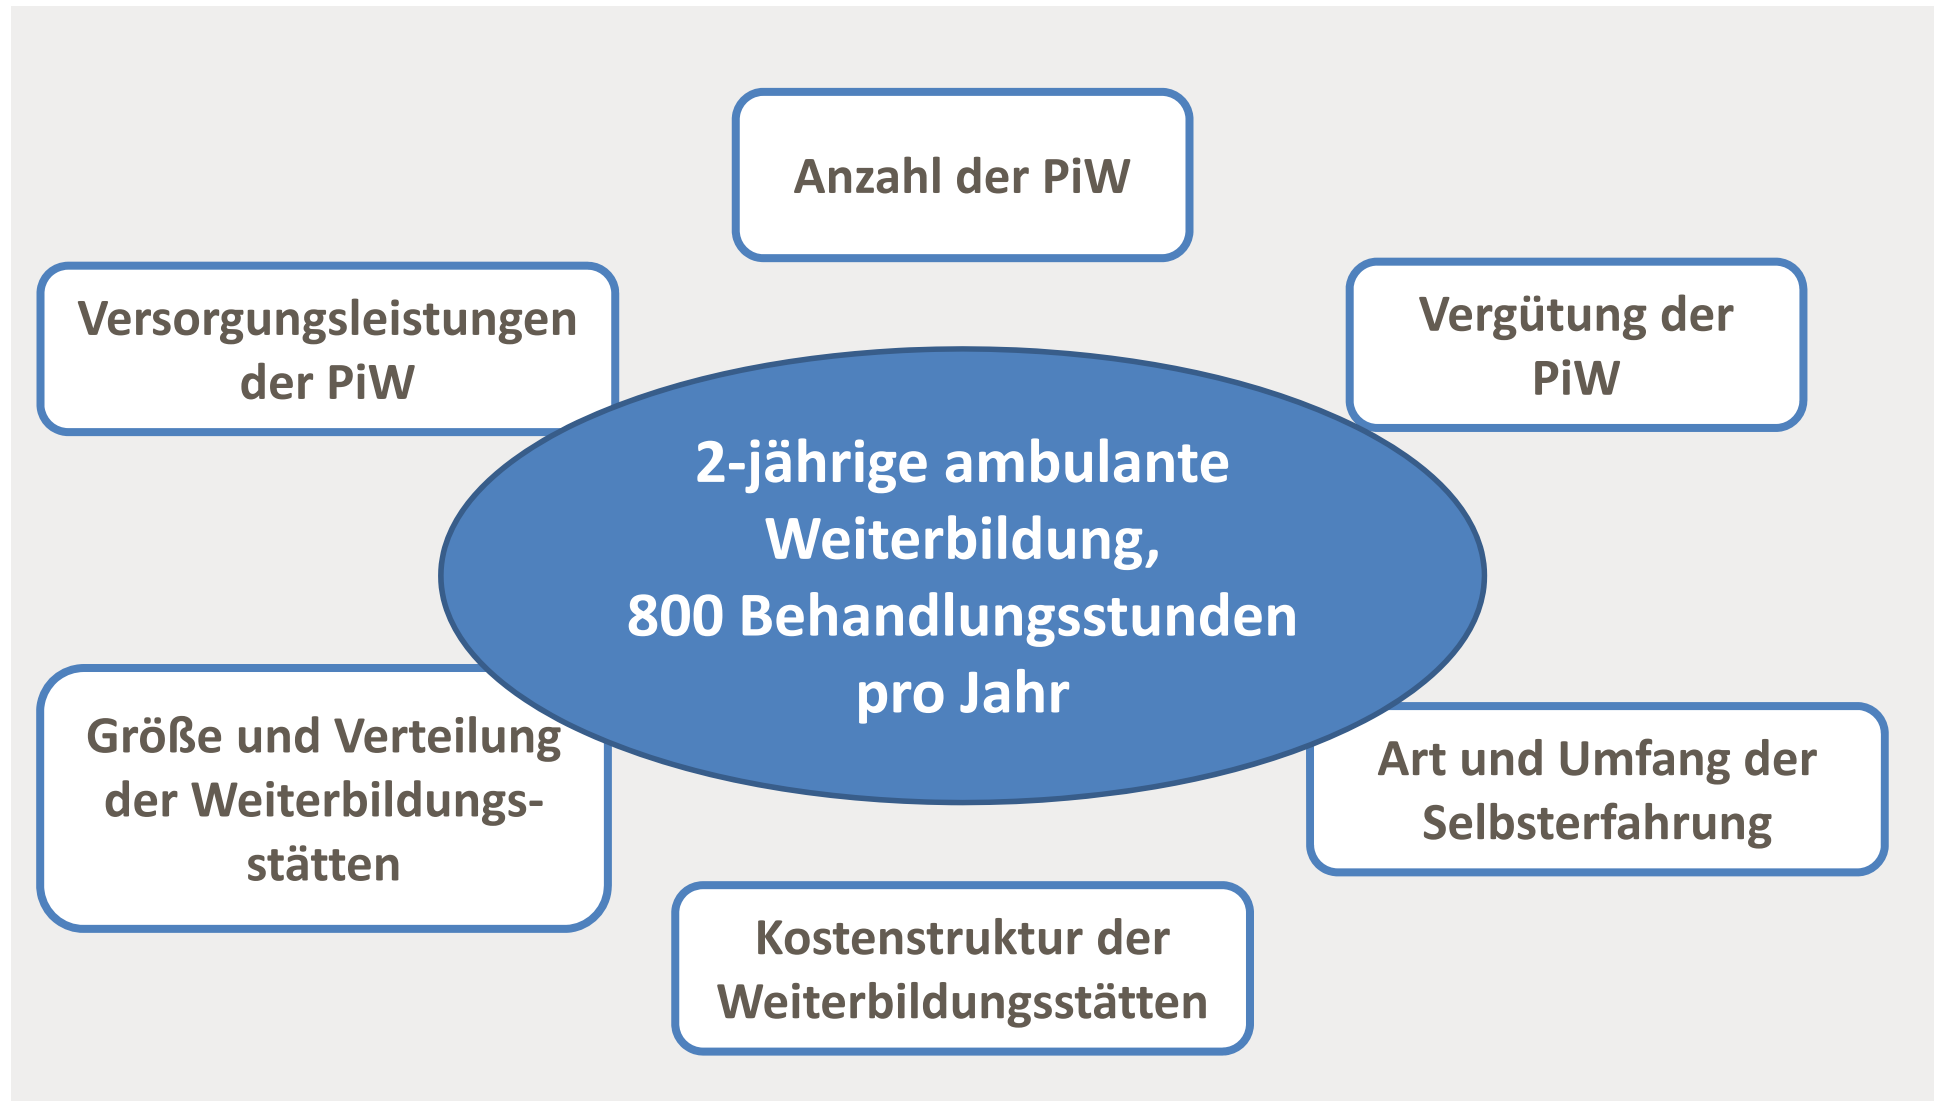 Anzahl der PiW
Versorgungsleistungen
der PiW
Vergütung der
PiW
2-jährige ambulante
Weiterbildung,
800 Behandlungsstunden
pro Jahr
Größe und Verteilung
der Weiterbildungs-
stätten
Art und Umfang der
Selbsterfahrung
Kostenstruktur der
Weiterbildungsstätten